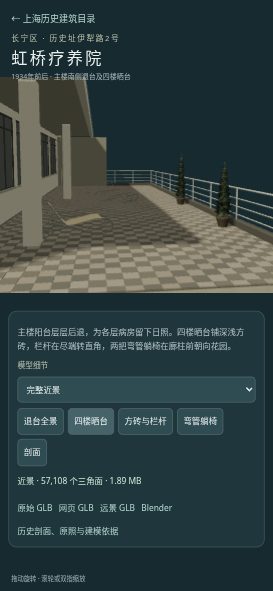 ← 上海历史建筑目录
长宁区 · 历史址伊犁路2号
虹桥疗养院
1934年前后 · 主楼南侧退台及四楼晒台
主楼阳台层层后退，为各层病房留下日照。四楼晒台铺深浅方
砖，栏杆在尽端转直角，两把弯管躺椅在廊柱前朝向花园。
模型细节
完整近景
退台全景 四楼晒台 方砖与栏杆 弯管躺椅
剖面
近景 · 57,108 个三角面 · 1.89 MB
原始 GLB 网页 GLB 远景 GLB Blender
历史剖面、原照与建模依据
拖动旋转 · 滚轮或双指缩放